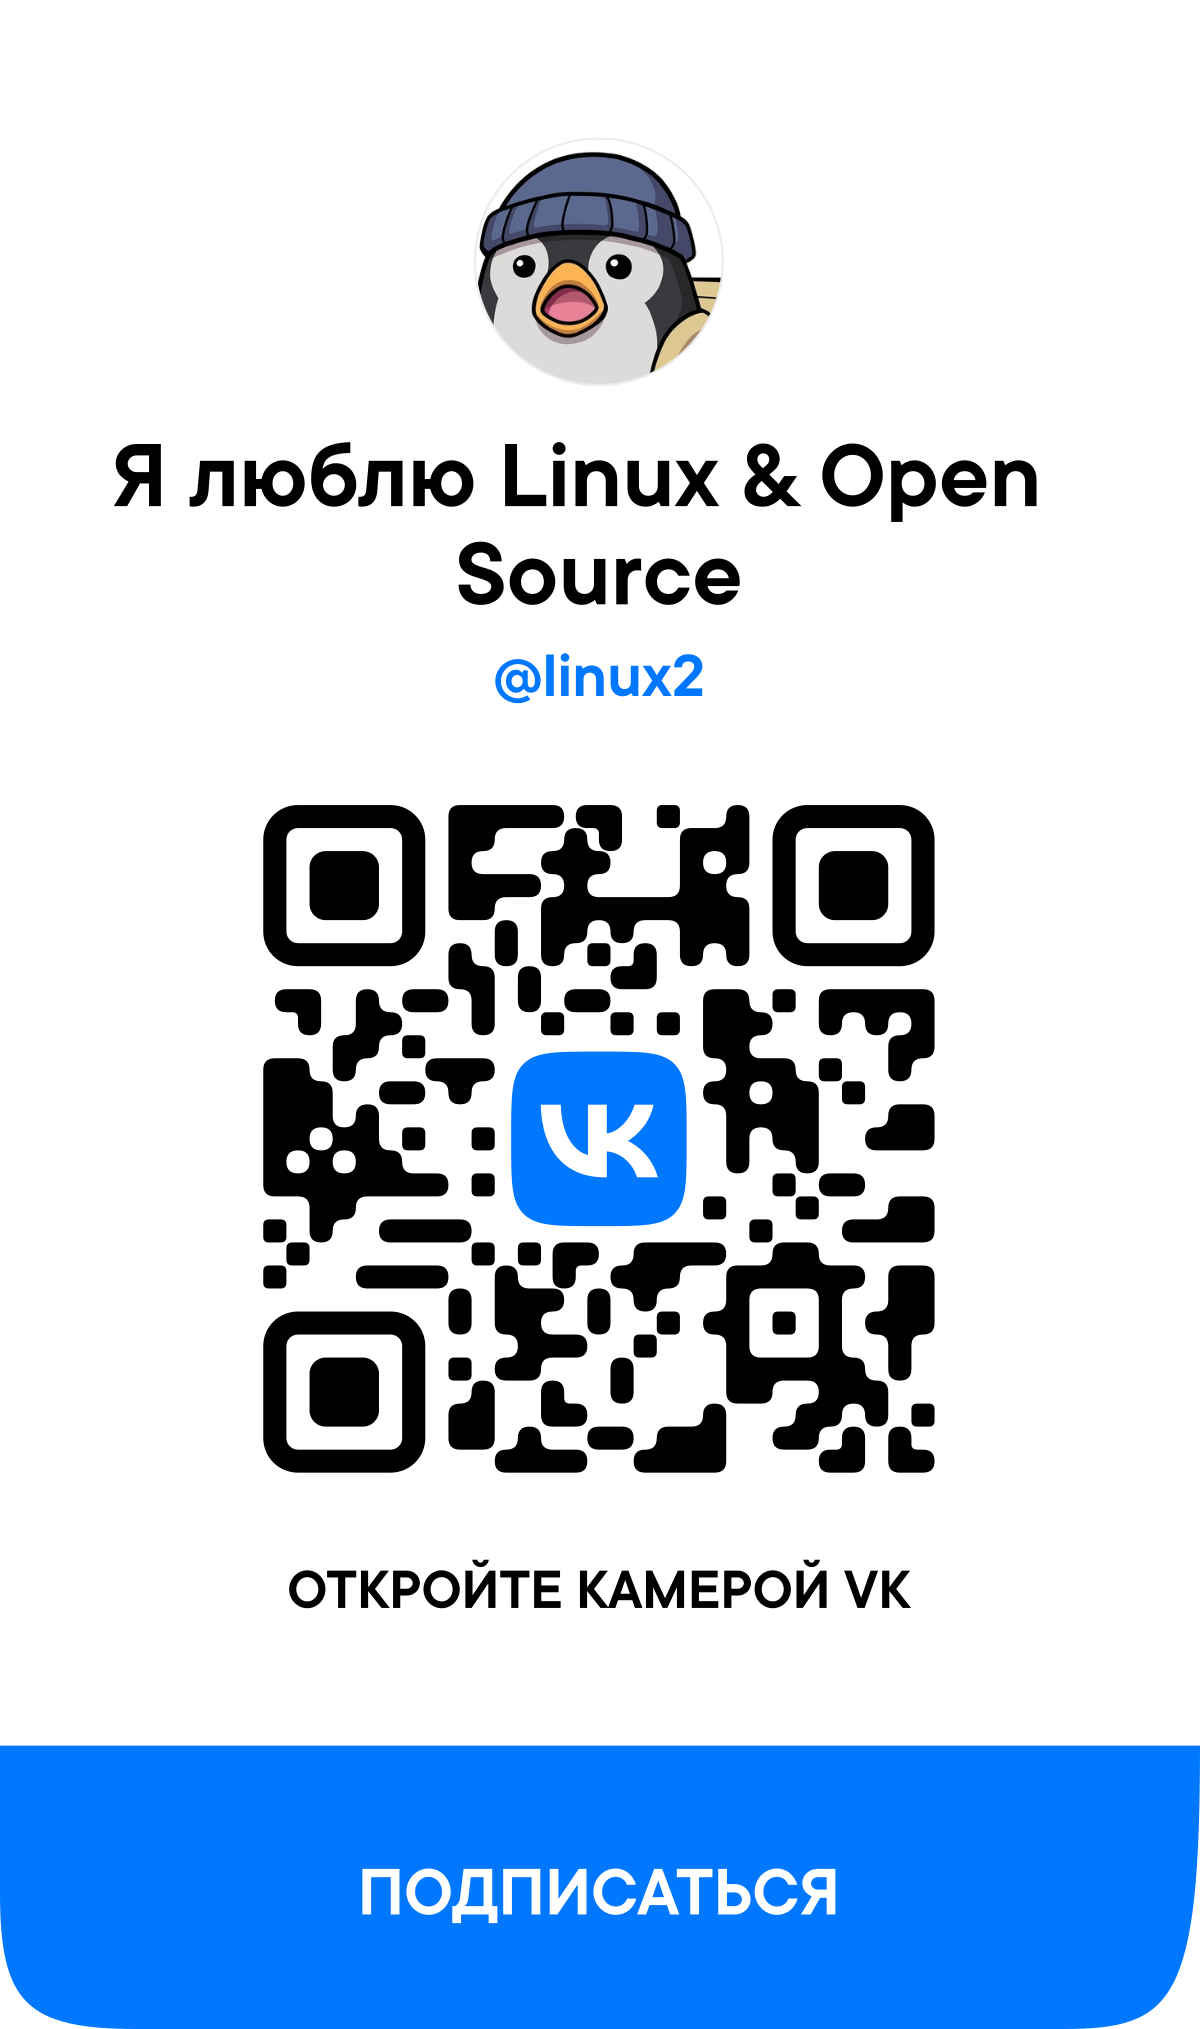 Я люблю Linux & Open
Source
@linux2
VK
ОТКРОЙТЕ КАМЕРОЙ VK
ПОДПИСАТЬСЯ